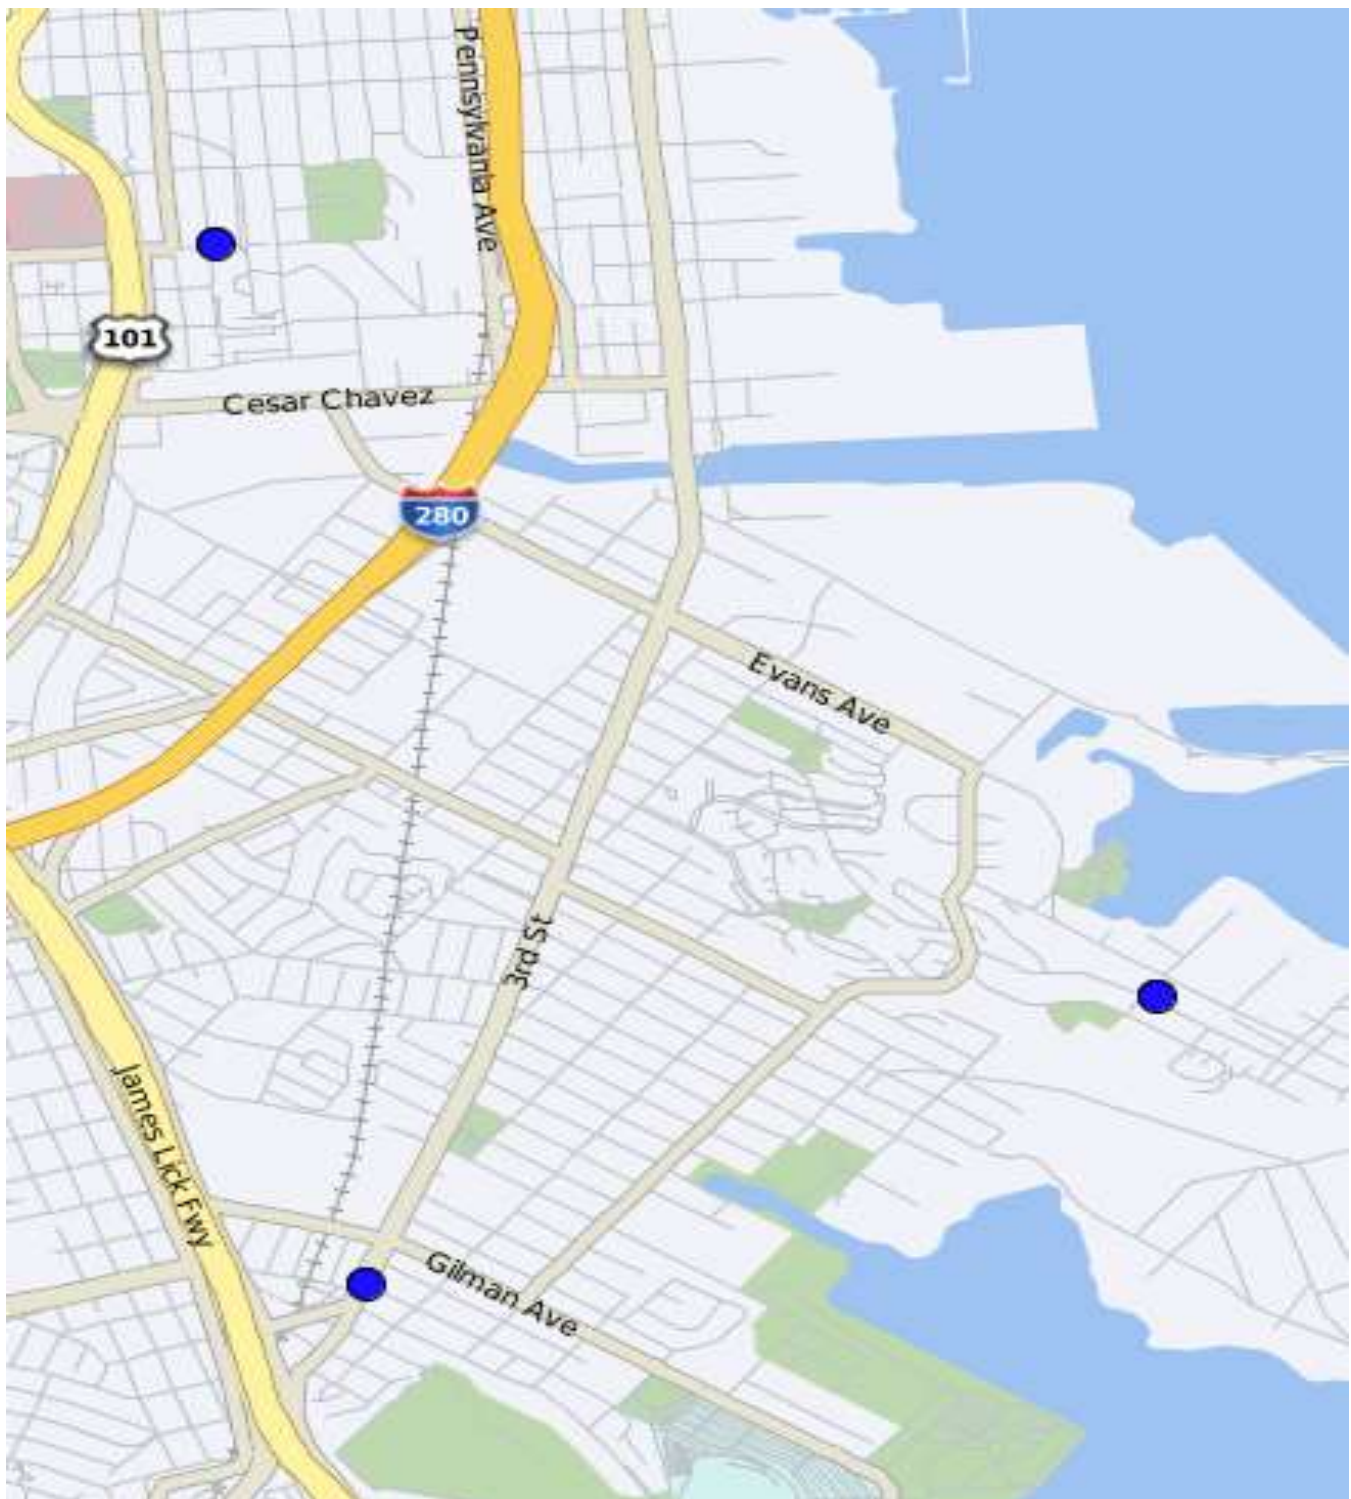 Pennsylvania Ave
101
Cesar Chavez
280
Evans Ave
3rd St
James Lick Fwy
Gilman Ave